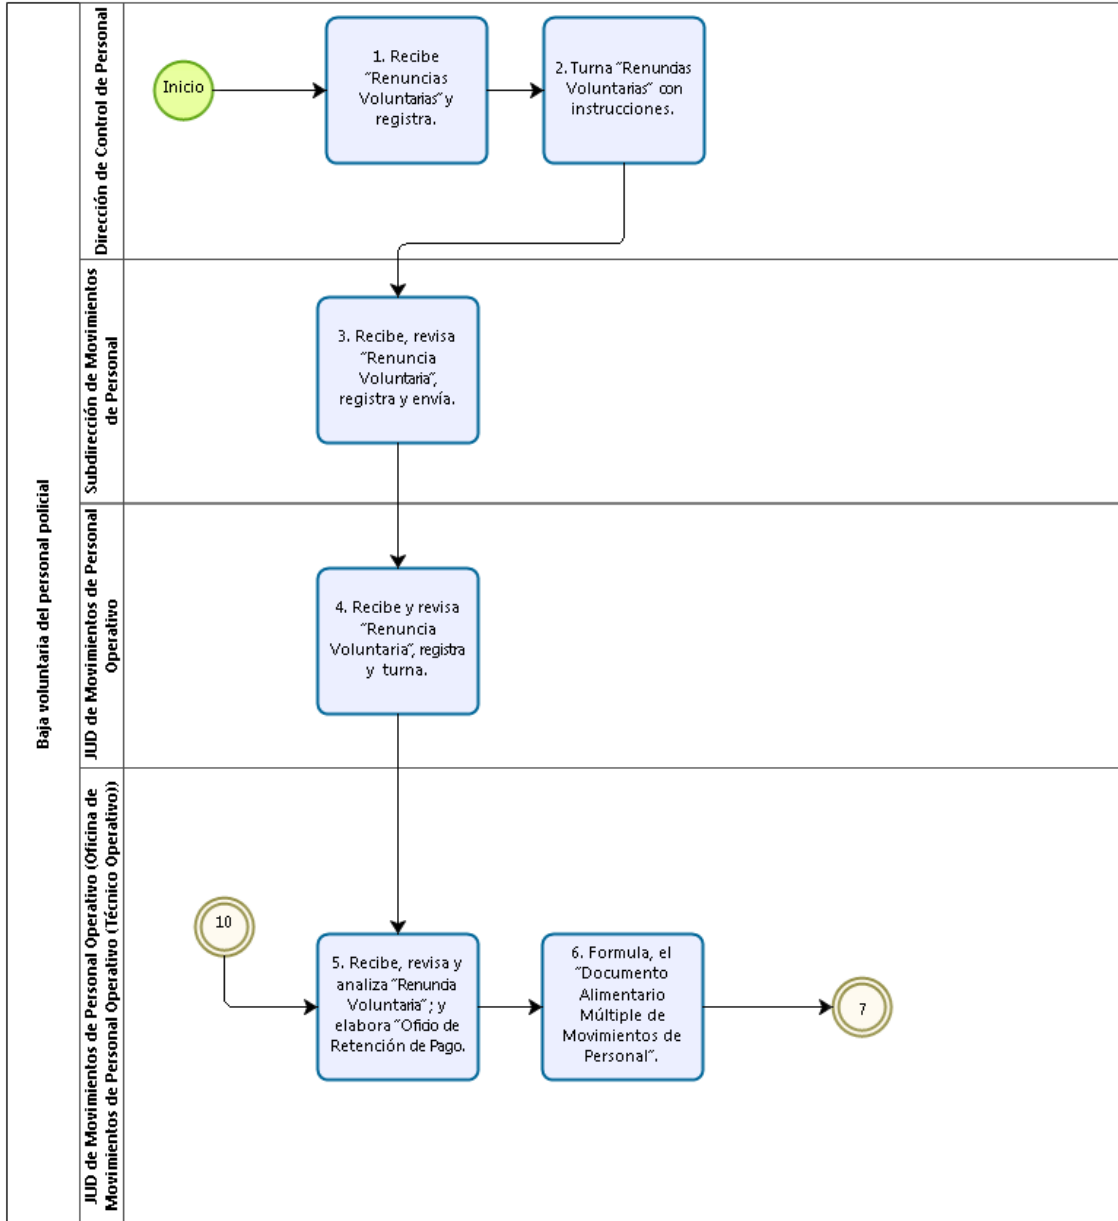 Baja voluntaria del personal policial
Dirección de Control de Personal
Inicio
1. Recibe
“Renuncias
Voluntarias” y
registra.
2. Turna “Renuncias
Voluntarias” con
instrucciones.
Subdirección de Movimientos
de Personal
3. Recibe, revisa
“Renuncia
Voluntaria”,
registra y envía.
JUD de Movimientos de Personal
Operativo
4. Recibe y revisa
“Renuncia
Voluntaria”, registra
y turna.
JUD de Movimientos de Personal Operativo (Oficina de
Movimientos de Personal Operativo (Técnico Operativo))
10
5. Recibe, revisa y
analiza “Renuncia
Voluntaria” ; y
elabora “Oficio de
Retención de Pago.
6. Formula, el
“Documento
Alimentario
Múltiple de
Movimientos de
Personal”.
7